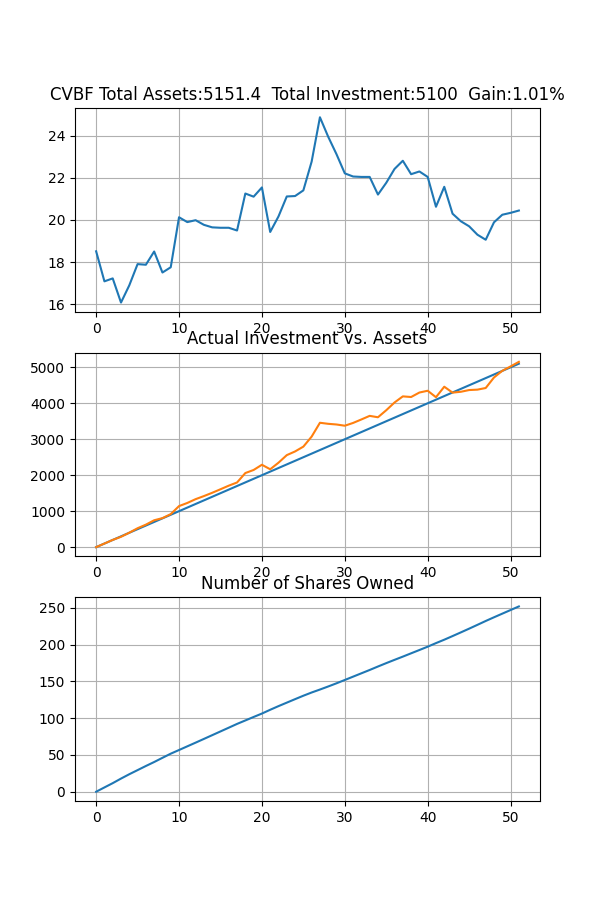 CVBF Total Assets:5151.4  Total Investment:5100  Gain:1.01%
24
22
20
18
16
0 10 20 30 40 50
Actual Investment vs. Assets
5000
4000
3000
2000
1000
0
0 10 20 30 40 50
Number of Shares Owned
250
200
150
100
50
0
0 10 20 30 40 50